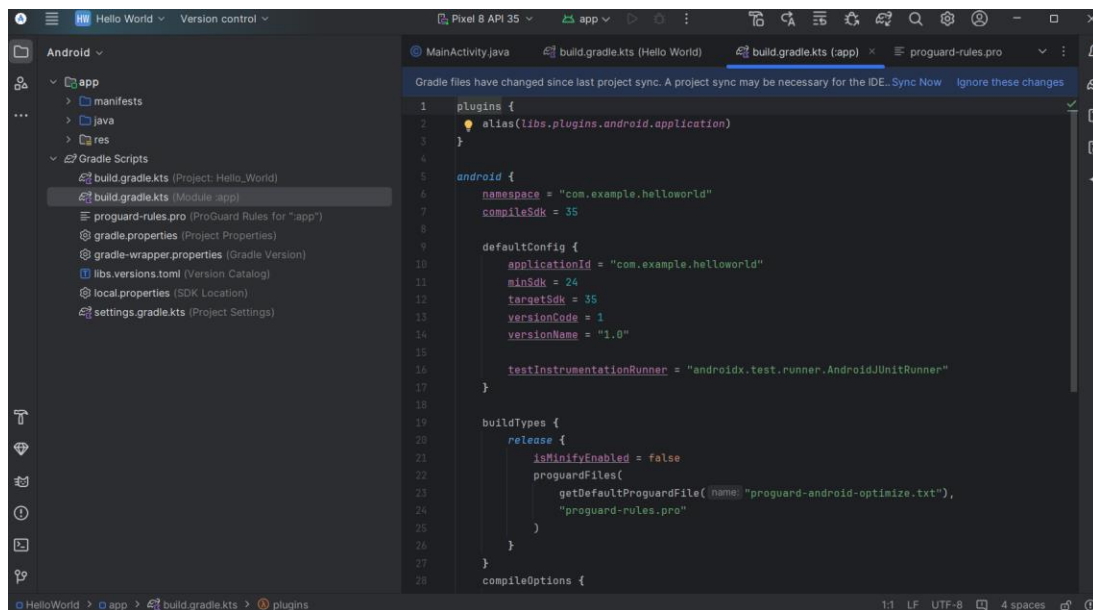 HW Hello World Version control Pixel 8 API 35 app
Android
MainActivity.java build.gradle.kts (Hello World) build.gradle.kts (:app) proguard-rules.pro
Gradle files have changed since last project sync. A project sync may be necessary for the IDE... Sync Now Ignore these changes
app
manifests
java
res
Gradle Scripts
build.gradle.kts (Project: Hello_World)
build.gradle.kts (Module :app)
proguard-rules.pro (ProGuard Rules for ":app")
gradle.properties (Project Properties)
gradle-wrapper.properties (Gradle Version)
libs.versions.toml (Version Catalog)
local.properties (SDK Location)
settings.gradle.kts (Project Settings)
1 plugins {
2 alias(libs.plugins.android.application)
3 }
4
5 android {
6 namespace = "com.example.helloworld"
7 compileSdk = 35
8
9 defaultConfig {
10 applicationId = "com.example.helloworld"
11 minSdk = 24
12 targetSdk = 35
13 versionCode = 1
14 versionName = "1.0"
15
16 testInstrumentationRunner = "androidx.test.runner.AndroidJUnitRunner"
17 }
18
19 buildTypes {
20 release {
21 isMinifyEnabled = false
22 proguardFiles(
23 getDefaultProguardFile( name: "proguard-android-optimize.txt"),
24 "proguard-rules.pro"
25 )
26 }
27 }
28 compileOptions {
HelloWorld > app > build.gradle.kts > plugins 1:1 LF UTF-8 4 spaces